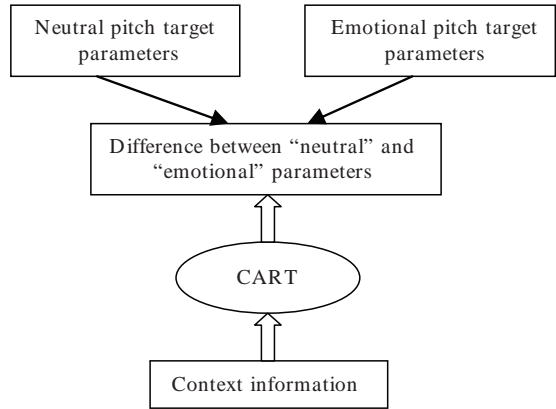 Neutral pitch target
parameters
Emotional pitch target
parameters
Difference between “neutral” and
“emotional” parameters
CART
Context information